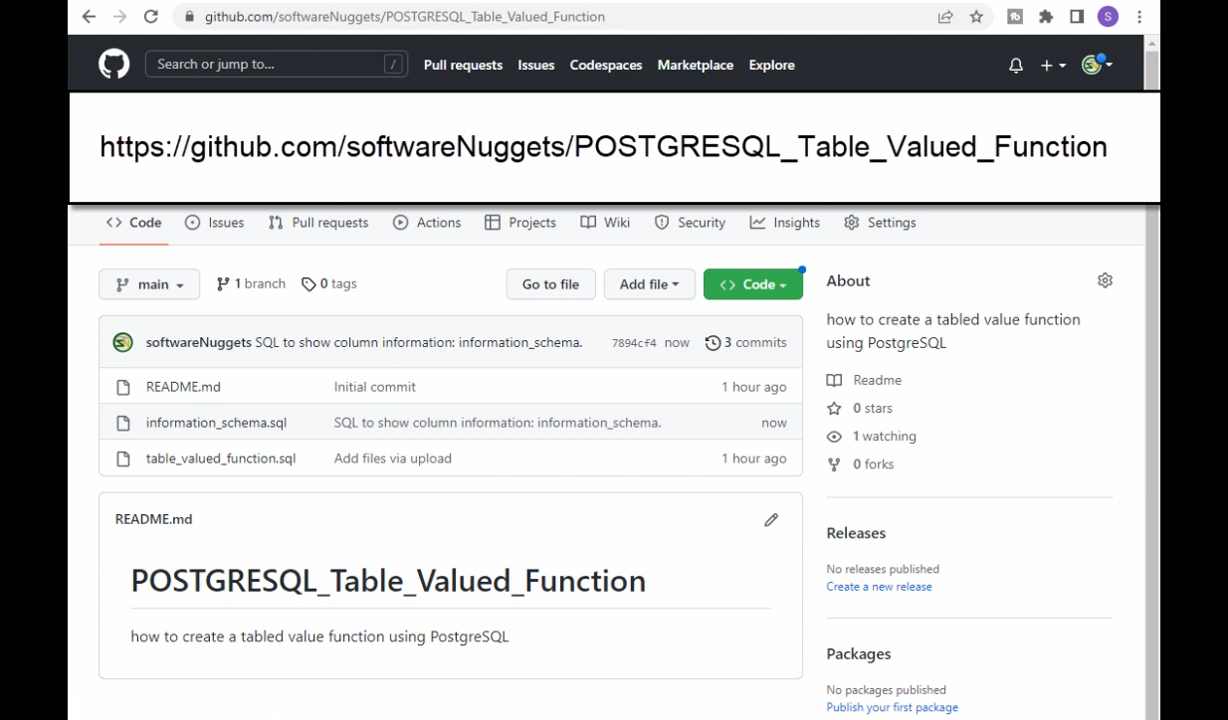 github.com/softwareNuggets/POSTGRESQL_Table_Valued_Function
S
Search or jump to... /
Pull requests Issues Codespaces Marketplace Explore
https://github.com/softwareNuggets/POSTGRESQL_Table_Valued_Function
Code Issues Pull requests Actions Projects Wiki Security Insights Settings
main 1 branch 0 tags Go to file Add file Code
softwareNuggets SQL to show column information: information_schema. 7894cf4 now 3 commits
README.md Initial commit 1 hour ago
information_schema.sql SQL to show column information: information_schema. now
table_valued_function.sql Add files via upload 1 hour ago
README.md
POSTGRESQL_Table_Valued_Function
how to create a tabled value function using PostgreSQL
About
how to create a tabled value function
using PostgreSQL
Readme
0 stars
1 watching
0 forks
Releases
No releases published
Create a new release
Packages
No packages published
Publish your first package